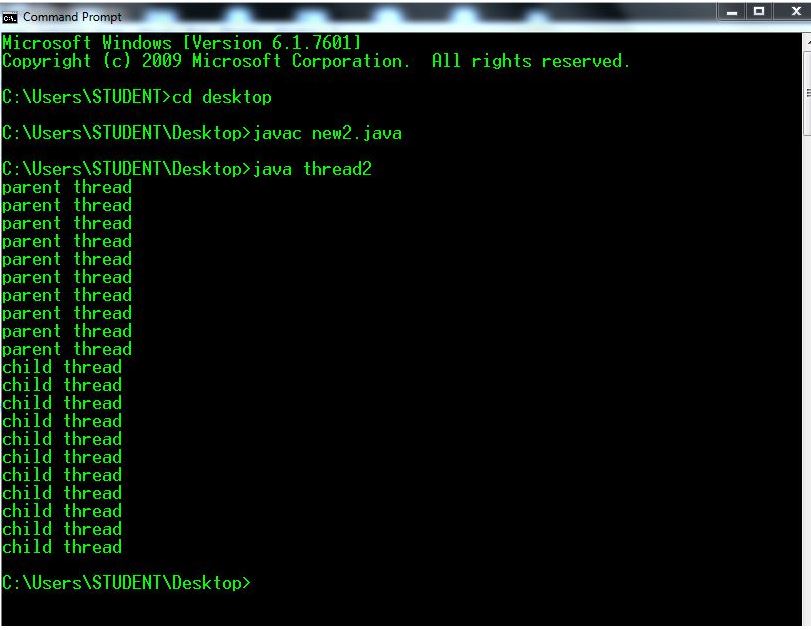 Command Prompt
Microsoft Windows [Version 6.1.7601]
Copyright (c) 2009 Microsoft Corporation.  All rights reserved.
C:\Users\STUDENT>cd desktop
C:\Users\STUDENT\Desktop>javac new2.java
C:\Users\STUDENT\Desktop>java thread2
parent thread
parent thread
parent thread
parent thread
parent thread
parent thread
parent thread
parent thread
parent thread
parent thread
child thread
child thread
child thread
child thread
child thread
child thread
child thread
child thread
child thread
child thread
child thread
C:\Users\STUDENT\Desktop>